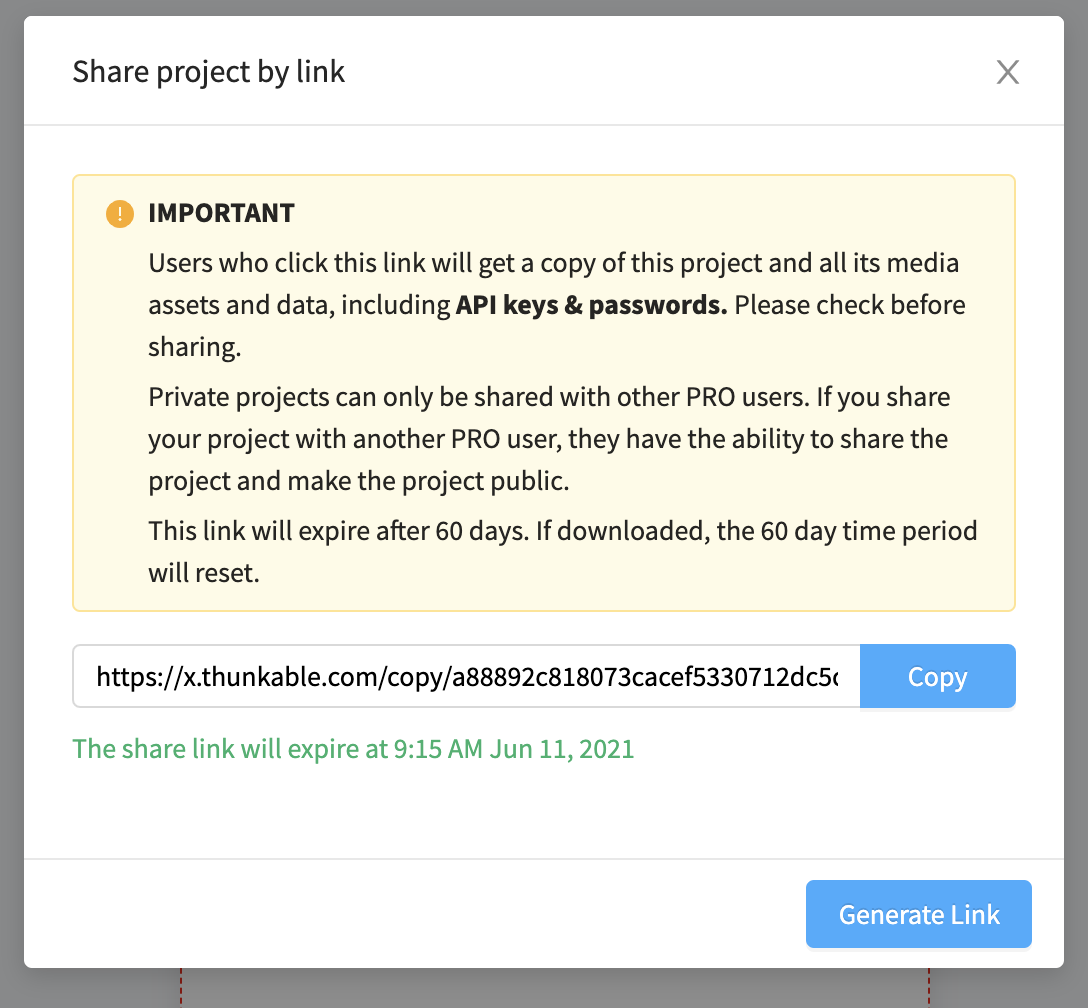 Share project by link
IMPORTANT
Users who click this link will get a copy of this project and all its media
assets and data, including API keys & passwords. Please check before
sharing.
Private projects can only be shared with other PRO users. If you share
your project with another PRO user, they have the ability to share the
project and make the project public.
This link will expire after 60 days. If downloaded, the 60 day time period
will reset.
https://x.thunkable.com/copy/a88892c818073cacef5330712dc5c
Copy
The share link will expire at 9:15 AM Jun 11, 2021
Generate Link